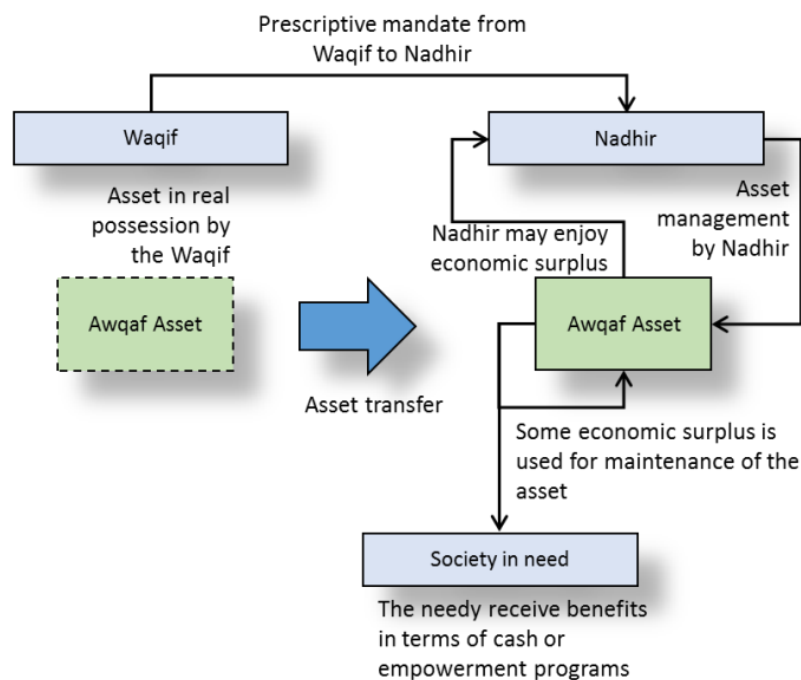 Prescriptive mandate from
Waqif to Nadhir
Waqif
Nadhir
Asset in real
possession by
the Waqif
Asset
management
by Nadhir
Nadhir may enjoy
economic surplus
Awqaf Asset
Awqaf Asset
Asset transfer
Some economic surplus is
used for maintenance of the
asset
Society in need
The needy receive benefits
in terms of cash or
empowerment programs